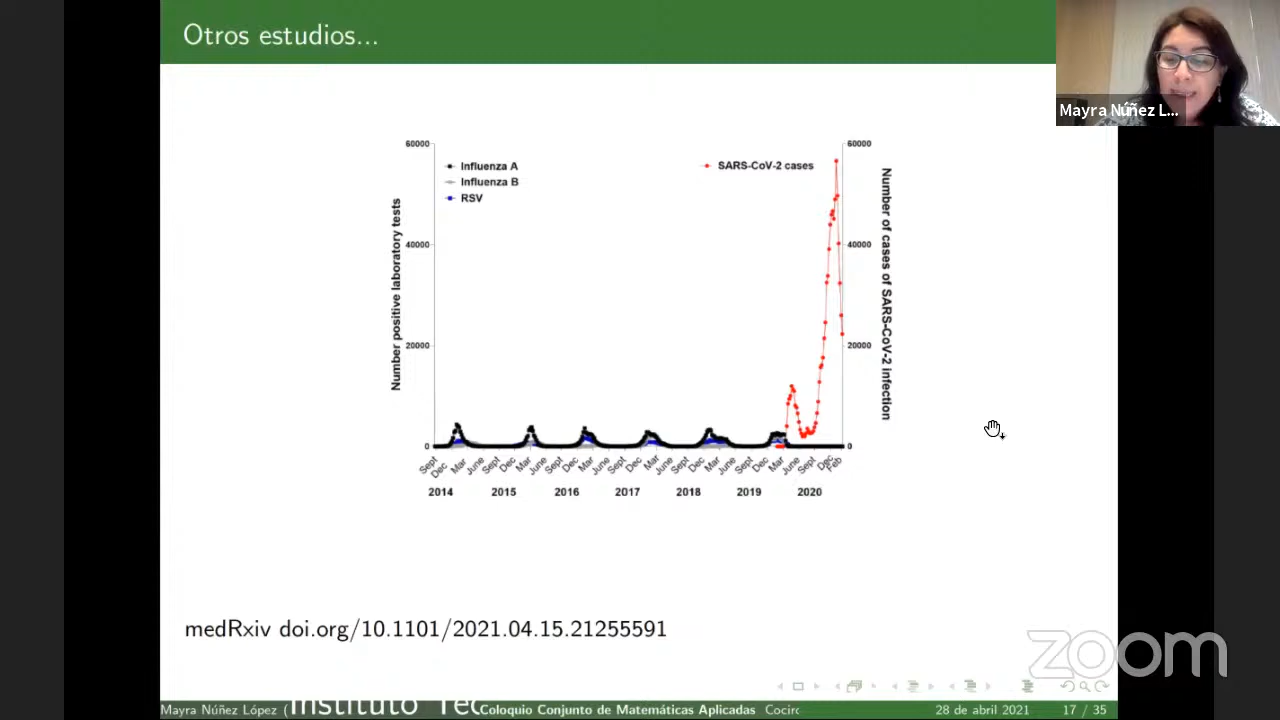 Otros estudios...
Mayra Núñez L...
60000
60000
Influenza A
Influenza B
RSV
SARS-CoV-2 cases
Number positive laboratory tests
Number of cases of SARS-CoV-2 infection
40000
40000
20000
20000
0
0
Sept Dec Mar June Sept Dec Mar June Sept Dec Mar June Sept Dec Mar June Sept Dec Mar June Sept Dec Mar June Sept Dec Feb
2014 2015 2016 2017 2018 2019 2020
medRxiv doi.org/10.1101/2021.04.15.21255591
zoom
Mayra Núñez López ( Instituto Tec Coloquio Conjunto de Matemáticas Aplicadas 28 de abril 2021 17 / 35